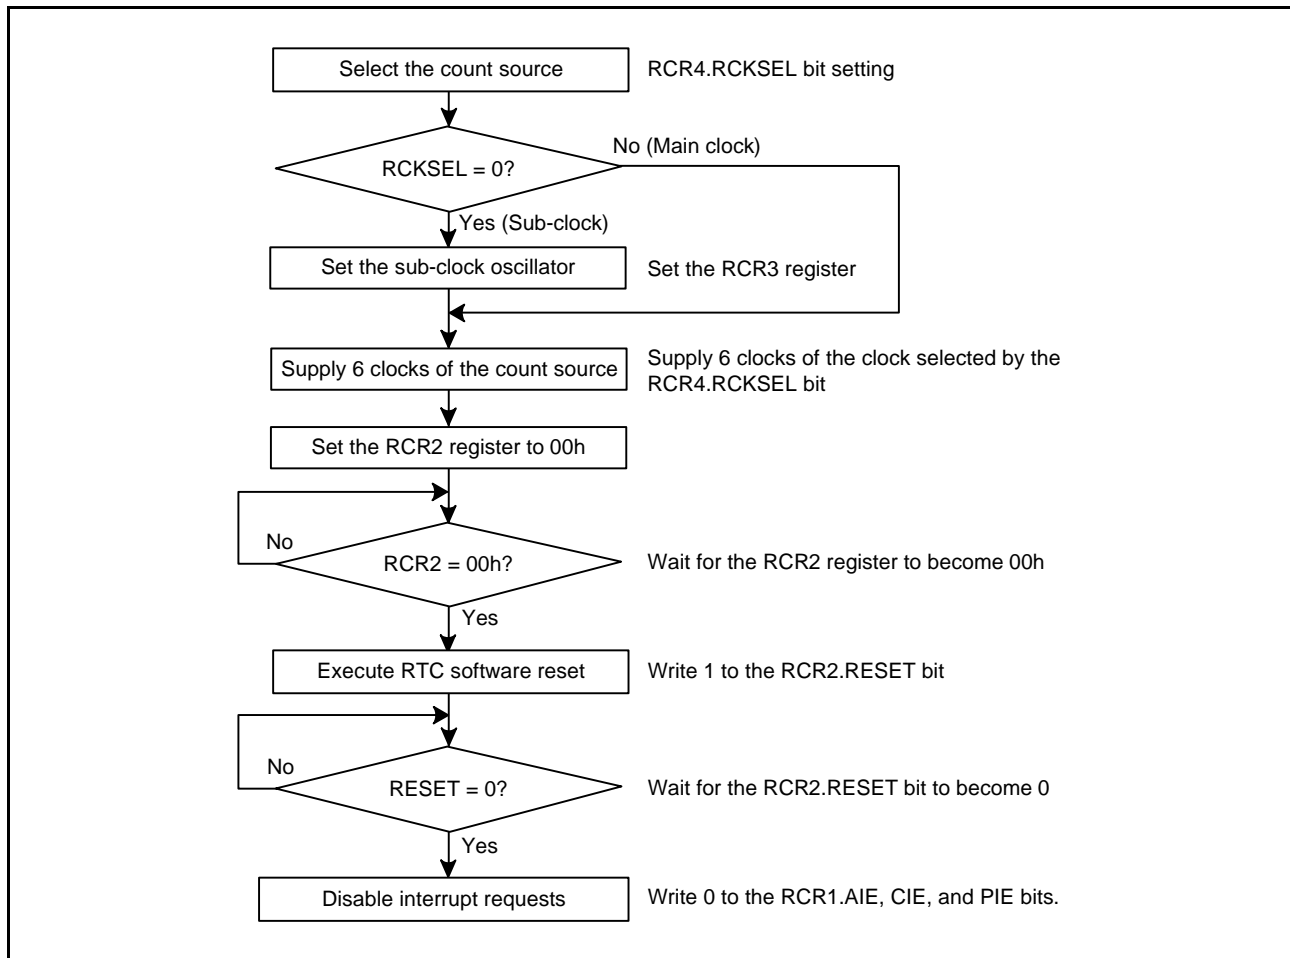 Select the count source
RCR4.RCKSEL bit setting
No (Main clock)
RCKSEL = 0?
Yes (Sub-clock)
Set the sub-clock oscillator
Set the RCR3 register
Supply 6 clocks of the count source
Supply 6 clocks of the clock selected by the
RCR4.RCKSEL bit
Set the RCR2 register to 00h
No
RCR2 = 00h?
Wait for the RCR2 register to become 00h
Yes
Execute RTC software reset
Write 1 to the RCR2.RESET bit
No
RESET = 0?
Wait for the RCR2.RESET bit to become 0
Yes
Disable interrupt requests
Write 0 to the RCR1.AIE, CIE, and PIE bits.